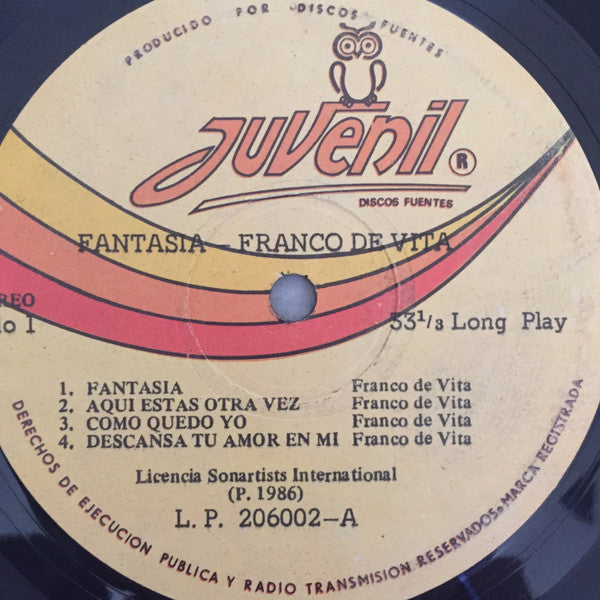 PRODUCIDO POR DISCOS FUENTES
Juvenil ®
DISCOS FUENTES
FANTASIA - FRANCO DE VITA
REO
o 1
33 1/3 Long Play
1. FANTASIA Franco de Vita
2. AQUI ESTAS OTRA VEZ Franco de Vita
3. COMO QUEDO YO Franco de Vita
4. DESCANSA TU AMOR EN MI Franco de Vita
Licencia Sonartists International
(P. 1986)
L.P. 206002-A
DERECHOS DE EJECUCION PUBLICA Y RADIO TRANSMISION RESERVADOS. MARCA REGISTRADA